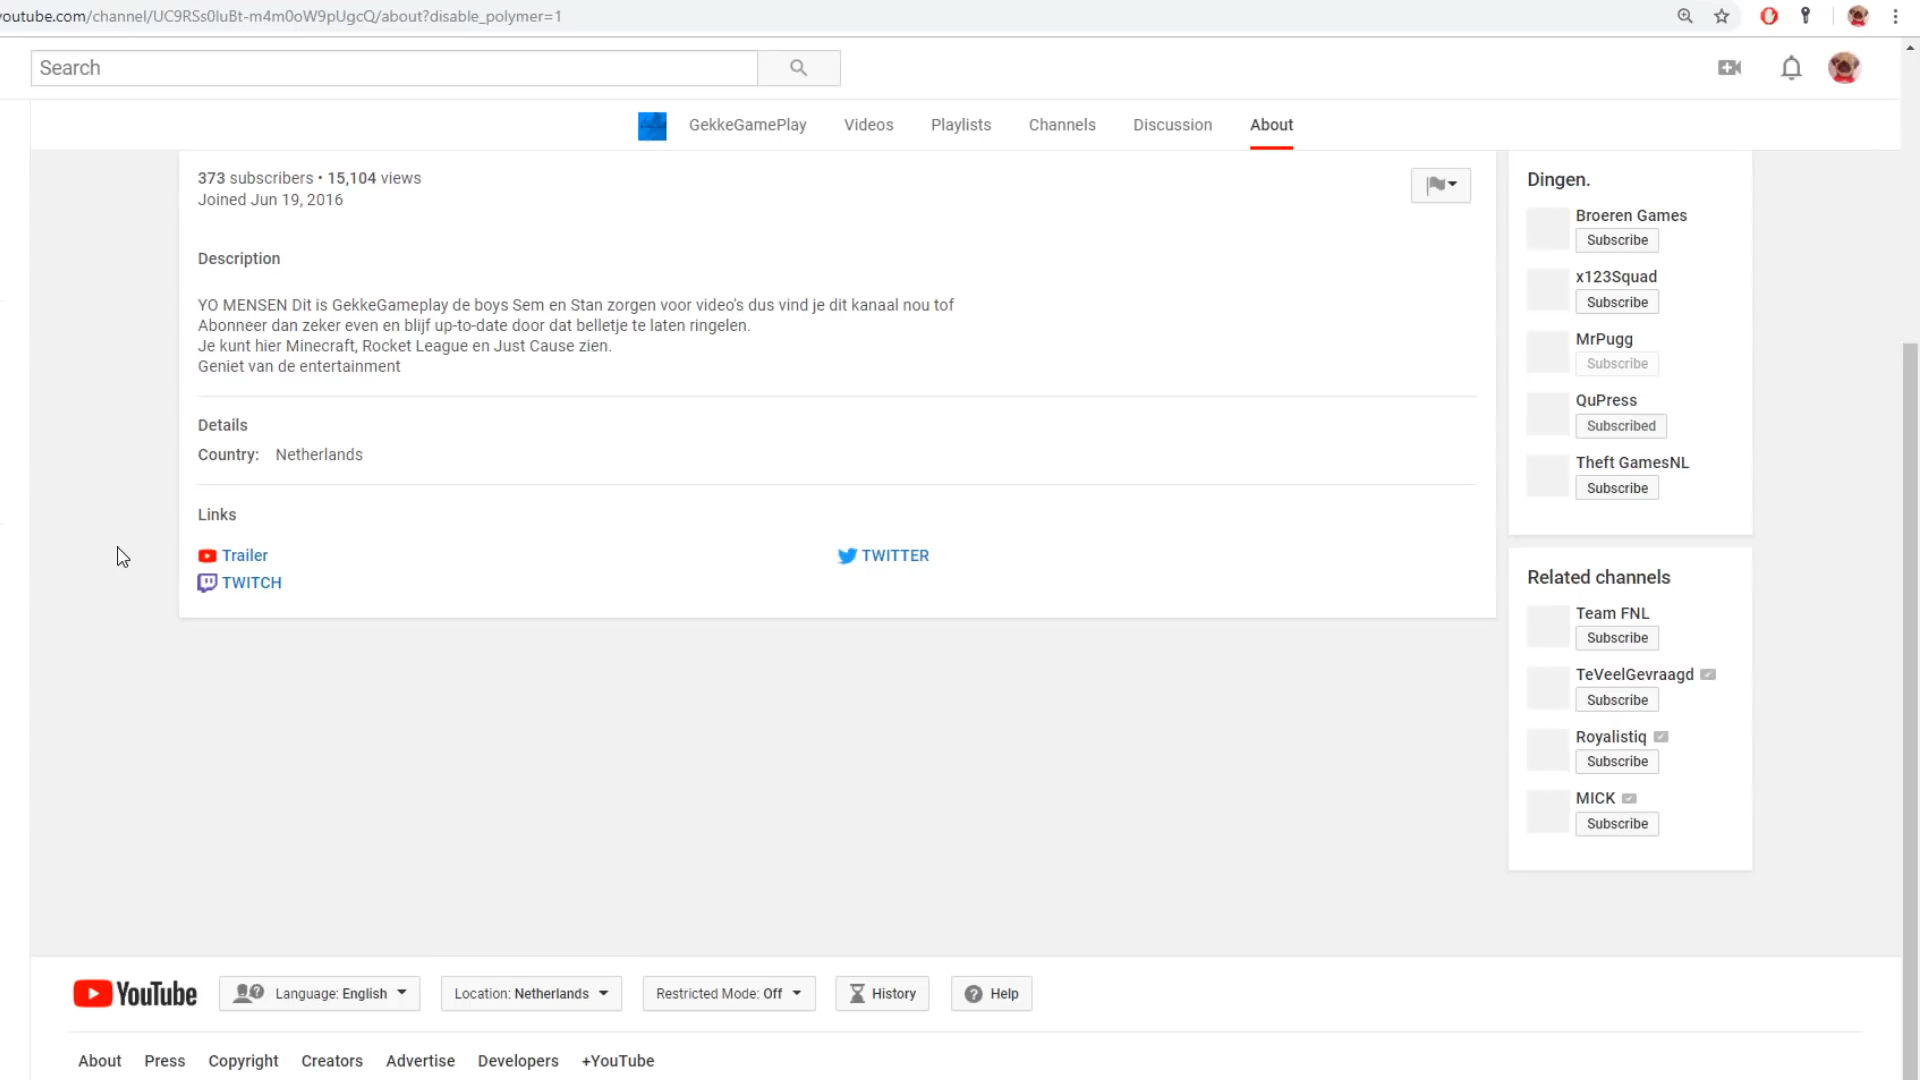 outube.com/channel/UC9RSs0luBt-m4m0oW9pUgcQ/about?disable_polymer=1
Search
GekkeGamePlay Videos Playlists Channels Discussion About
373 subscribers • 15,104 views
Joined Jun 19, 2016
Description
YO MENSEN Dit is GekkeGameplay de boys Sem en Stan zorgen voor video's dus vind je dit kanaal nou tof
Abonneer dan zeker even en blijf up-to-date door dat belletje te laten ringelen.
Je kunt hier Minecraft, Rocket League en Just Cause zien.
Geniet van de entertainment
Details
Country: Netherlands
Links
Trailer
TWITTER
TWITCH
Dingen.
Broeren Games
Subscribe
x123Squad
Subscribe
MrPugg
Subscribe
QuPress
Subscribed
Theft GamesNL
Subscribe
Related channels
Team FNL
Subscribe
TeVeelGevraagd
Subscribe
Royalistiq
Subscribe
MICK
Subscribe
YouTube Language: English Location: Netherlands Restricted Mode: Off History Help
About Press Copyright Creators Advertise Developers +YouTube